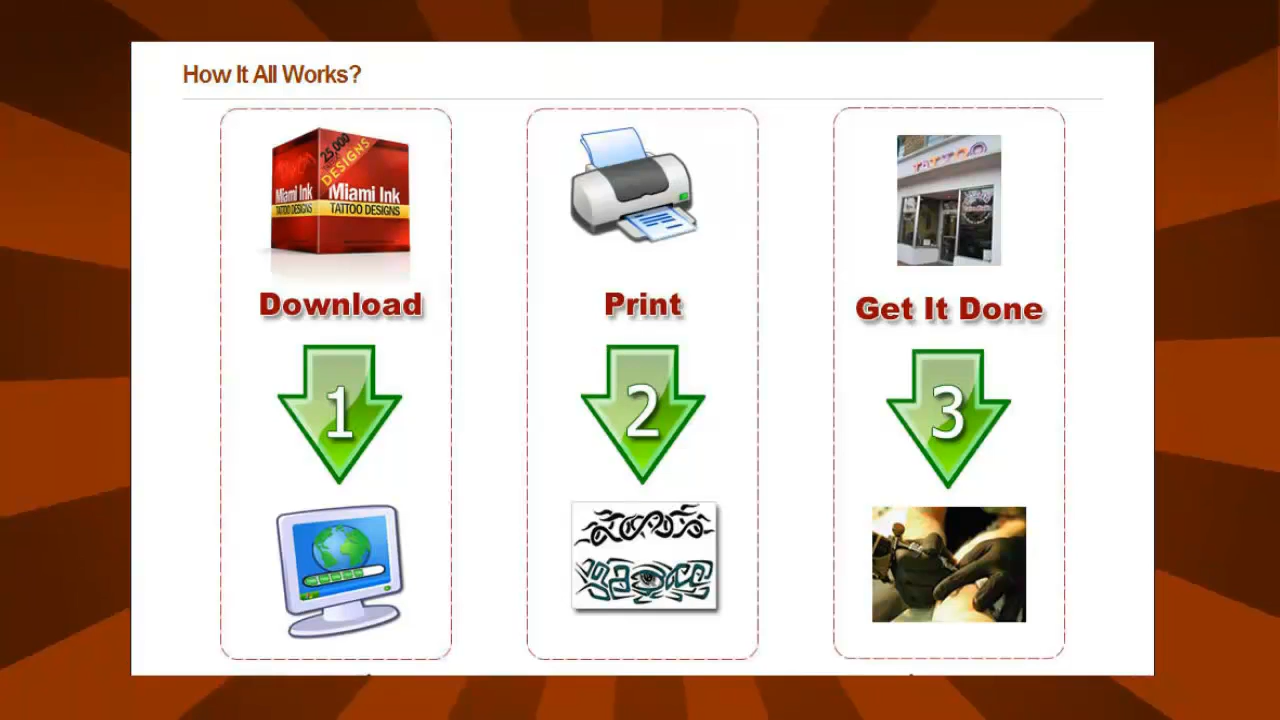 How It All Works?
25,000
DESIGNS
Miami Ink
TATTOO DESIGNS
Miami Ink
TATTOO DESIGNS
Download
1
Print
2
TATTOO
Get It Done
3